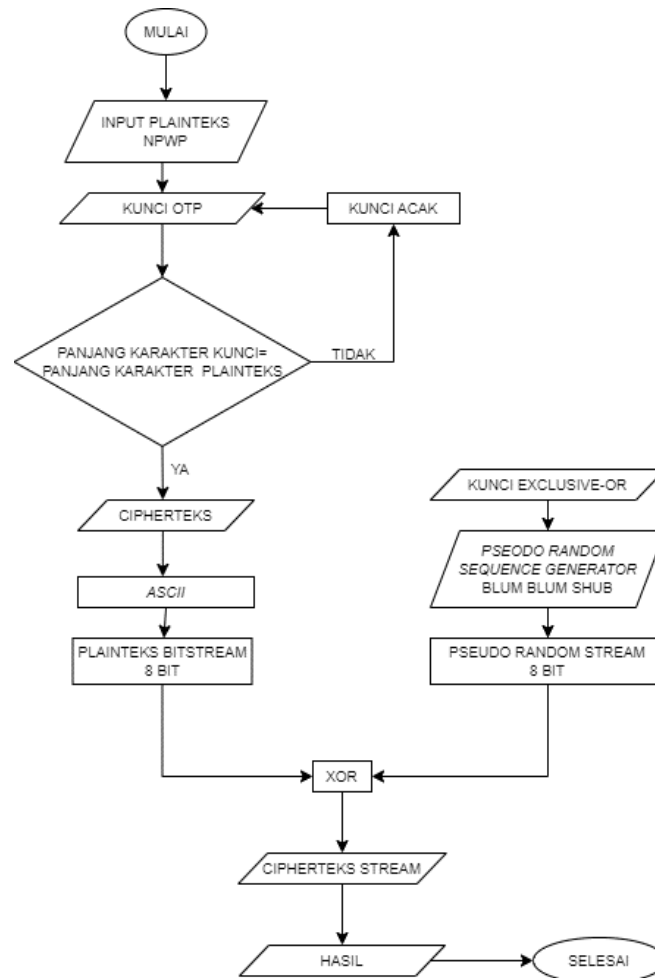 MULAI
INPUT PLAINTEKS
NPWP
KUNCI OTP
KUNCI ACAK
PANJANG KARAKTER KUNCI=
PANJANG KARAKTER PLAINTEKS
TIDAK
YA
CIPHERTEKS
ASCII
PLAINTEKS BITSTREAM
8 BIT
KUNCI EXCLUSIVE-OR
PSEODO RANDOM
SEQUENCE GENERATOR
BLUM BLUM SHUB
PSEUDO RANDOM STREAM
8 BIT
XOR
CIPHERTEKS STREAM
HASIL
SELESAI